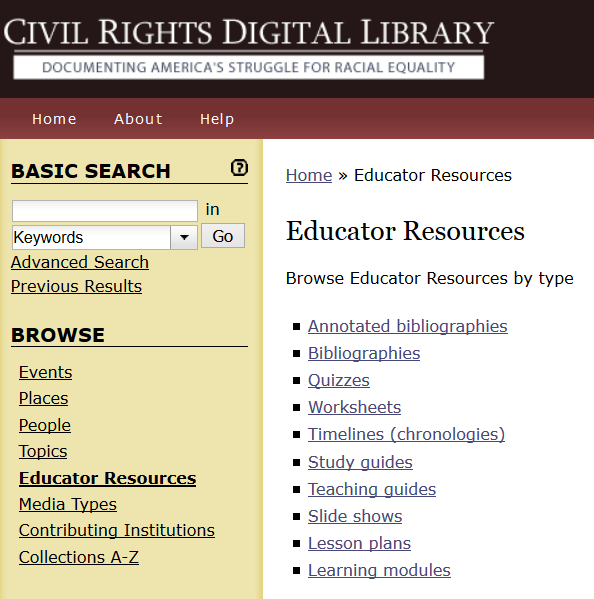 CIVIL RIGHTS DIGITAL LIBRARY
DOCUMENTING AMERICA'S STRUGGLE FOR RACIAL EQUALITY
Home About Help
BASIC SEARCH ?
in
Keywords Go
Advanced Search
Previous Results
BROWSE
Events
Places
People
Topics
Educator Resources
Media Types
Contributing Institutions
Collections A-Z
Home » Educator Resources
Educator Resources
Browse Educator Resources by type
Annotated bibliographies
Bibliographies
Quizzes
Worksheets
Timelines (chronologies)
Study guides
Teaching guides
Slide shows
Lesson plans
Learning modules